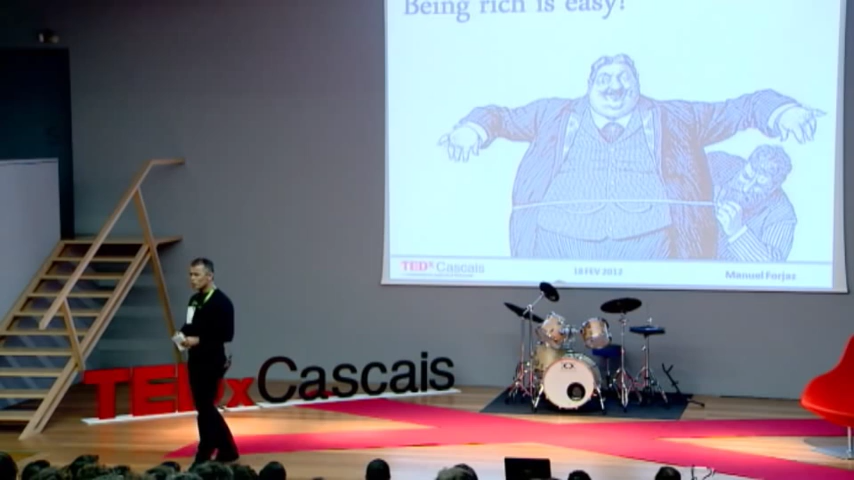 Being rich is easy!
TEDx Cascais
18 FEV 2012
Manuel Forjaz
TEDxCascais